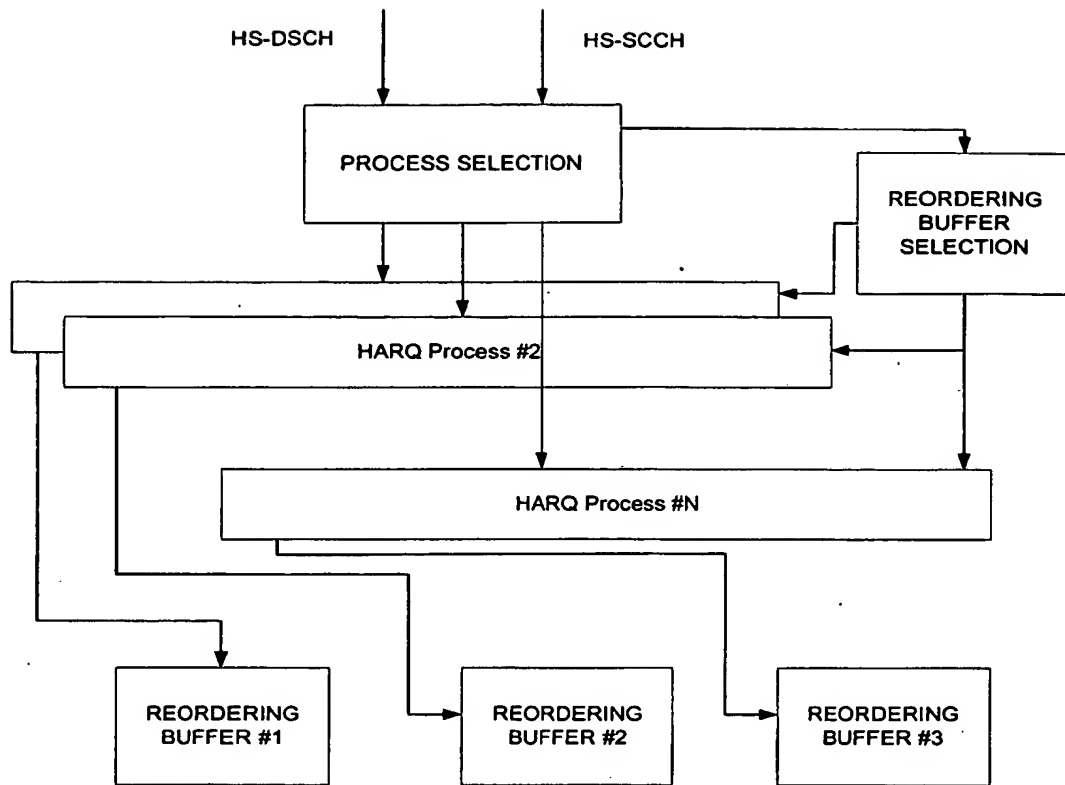 HS-DSCH
HS-SCCH
PROCESS SELECTION
REORDERING
BUFFER
SELECTION
HARQ Process #2
HARQ Process #N
REORDERING
BUFFER #1
REORDERING
BUFFER #2
REORDERING
BUFFER #3